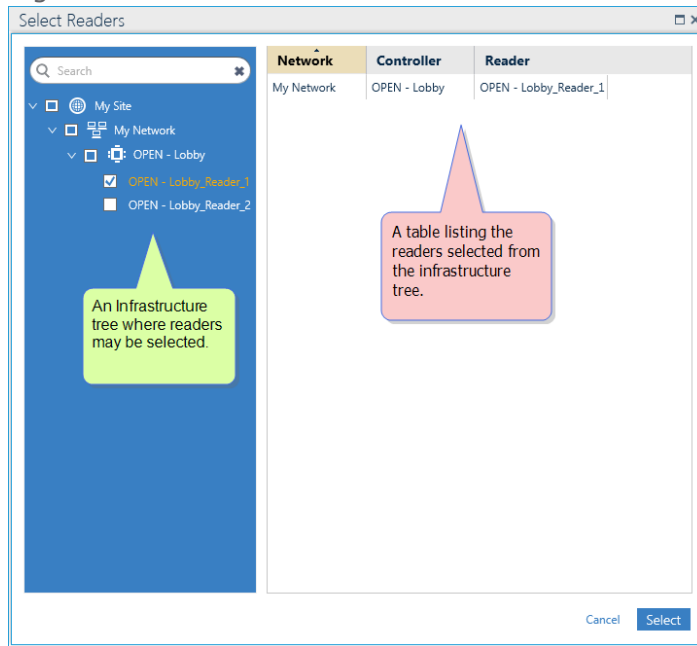 Select Readers
Search
My Site
My Network
OPEN - Lobby
OPEN - Lobby_Reader_1
OPEN - Lobby_Reader_2
An Infrastructure
tree where readers
may be selected.
Network Controller Reader
My Network OPEN - Lobby OPEN - Lobby_Reader_1
A table listing the
readers selected from
the infrastructure
tree.
Cancel Select